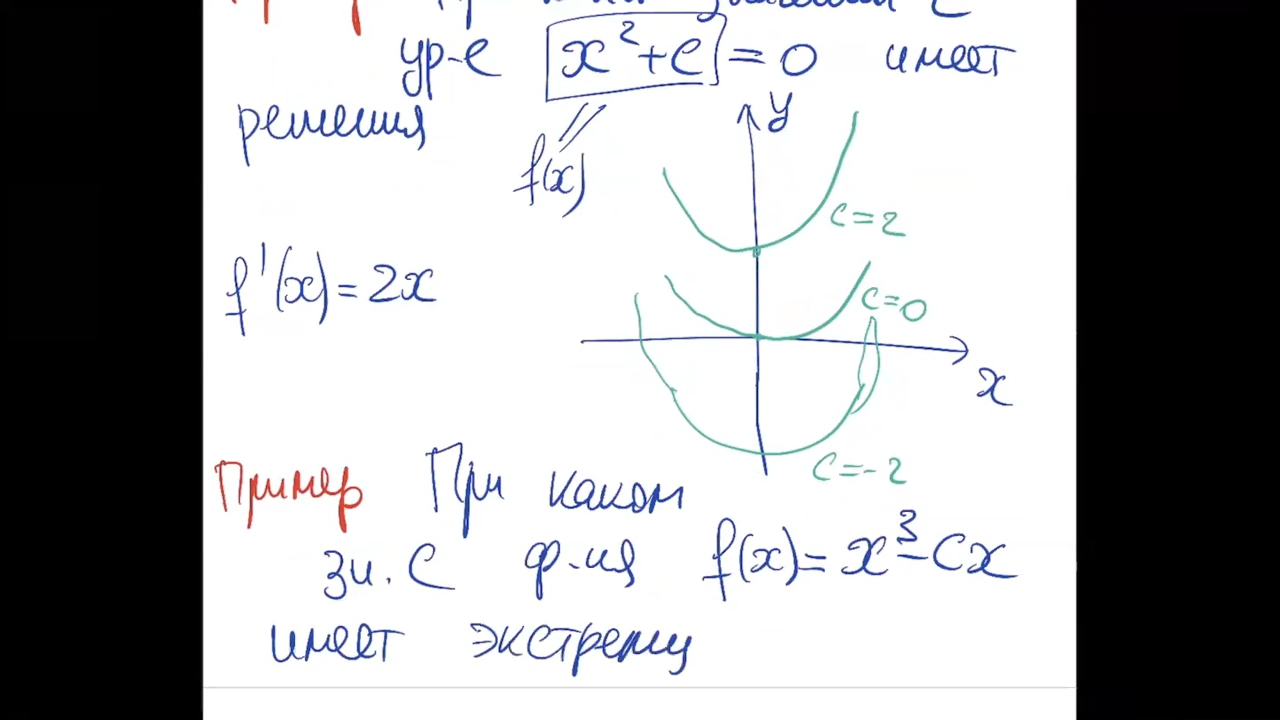 ур-е x²+c = 0 имеет
решения
y
f(x)
c=2
f'(x) = 2x
c=0
x
c=-2
Пример При каком
зн. C ф-ия f(x) = x³-Cx
имеет экстрему